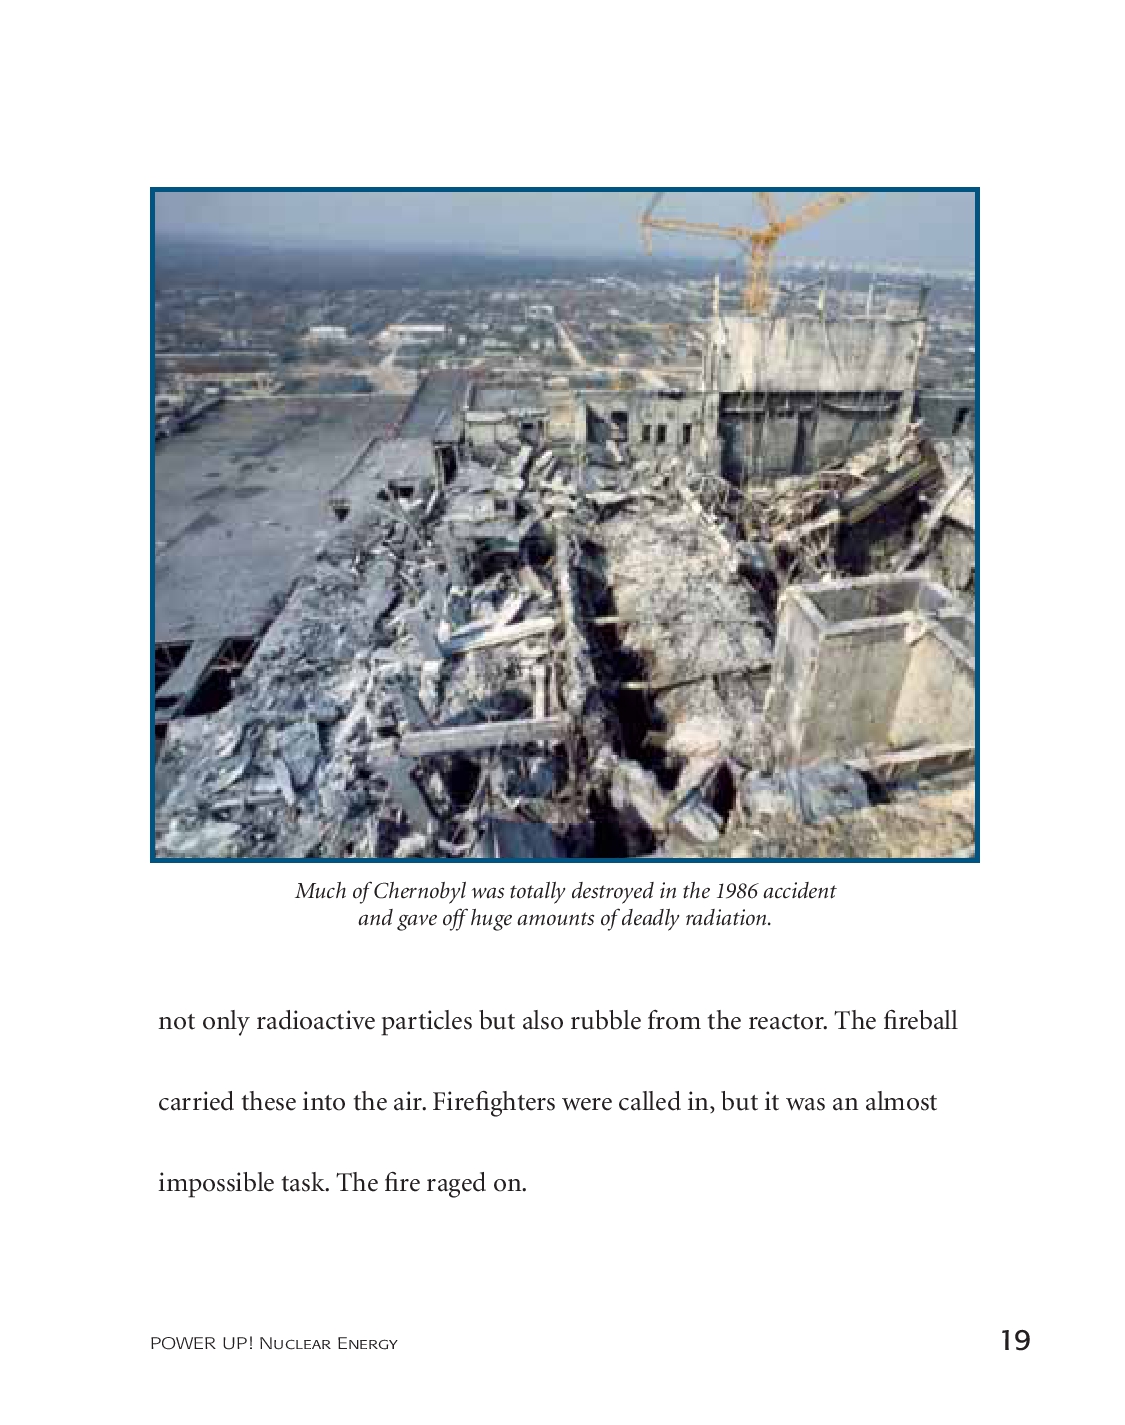 Much of Chernobyl was totally destroyed in the 1986 accident
and gave off huge amounts of deadly radiation.
not only radioactive particles but also rubble from the reactor. The fireball
carried these into the air. Firefighters were called in, but it was an almost
impossible task. The fire raged on.
POWER UP! Nuclear Energy 19